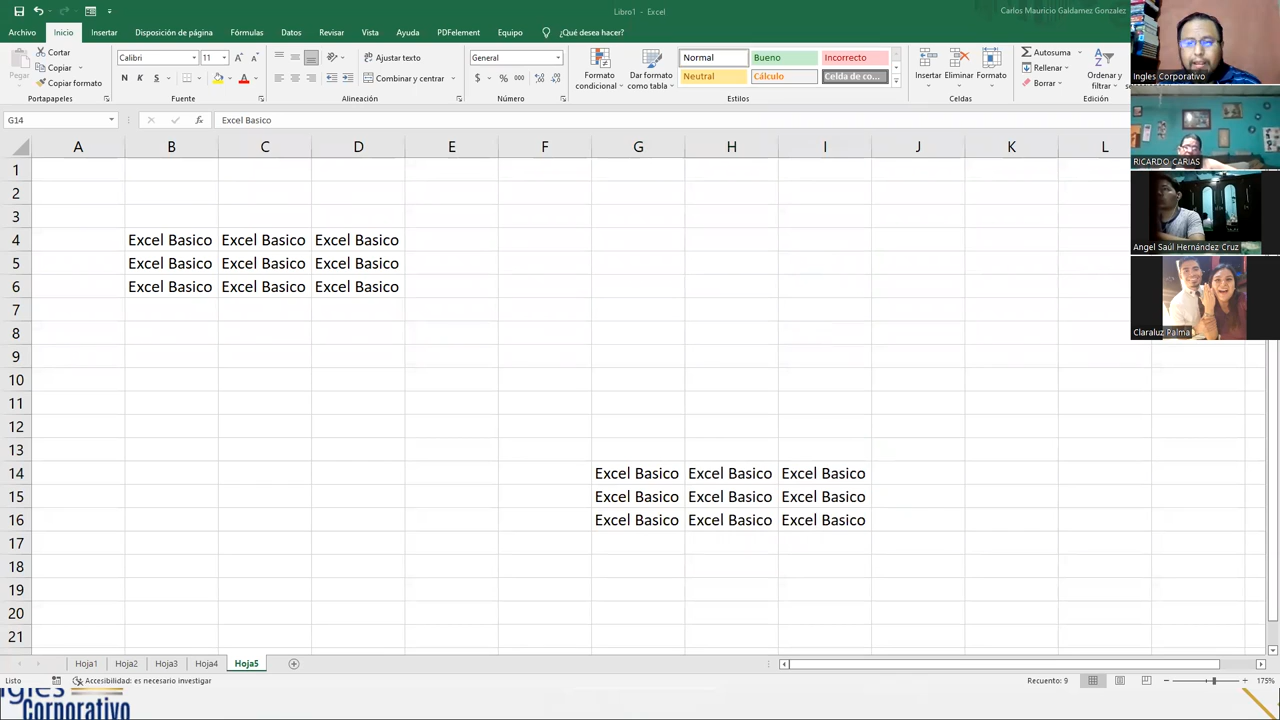 Libro1 - Excel
Carlos Mauricio Galdamez Gonzalez
Archivo Inicio Insertar Disposición de página Fórmulas Datos Revisar Vista Ayuda PDFelement Equipo ¿Qué desea hacer?
Pegar
Cortar
Copiar
Copiar formato
Portapapeles
Calibri 11
N K S
Fuente
Ajustar texto
Combinar y centrar
Alineación
General
$ % 000
Número
Formato condicional
Dar formato como tabla
Normal Bueno Incorrecto
Neutral Cálculo Celda de co...
Estilos
Insertar Eliminar Formato
Celdas
Autosuma
Rellenar
Borrar
Ordenar y filtrar
Edición
Ingles Corporativo
RICARDO CARIAS
Angel Saúl Hernández Cruz
Claraluz Palma
G14 fx Excel Basico
A B C D E F G H I J K L
1
2
3
4 Excel Basico Excel Basico Excel Basico
5 Excel Basico Excel Basico Excel Basico
6 Excel Basico Excel Basico Excel Basico
7
8
9
10
11
12
13
14 Excel Basico Excel Basico Excel Basico
15 Excel Basico Excel Basico Excel Basico
16 Excel Basico Excel Basico Excel Basico
17
18
19
20
21
Hoja1 Hoja2 Hoja3 Hoja4 Hoja5
Listo Accesibilidad: es necesario investigar Recuento: 9 175%
Ingles
Corporativo